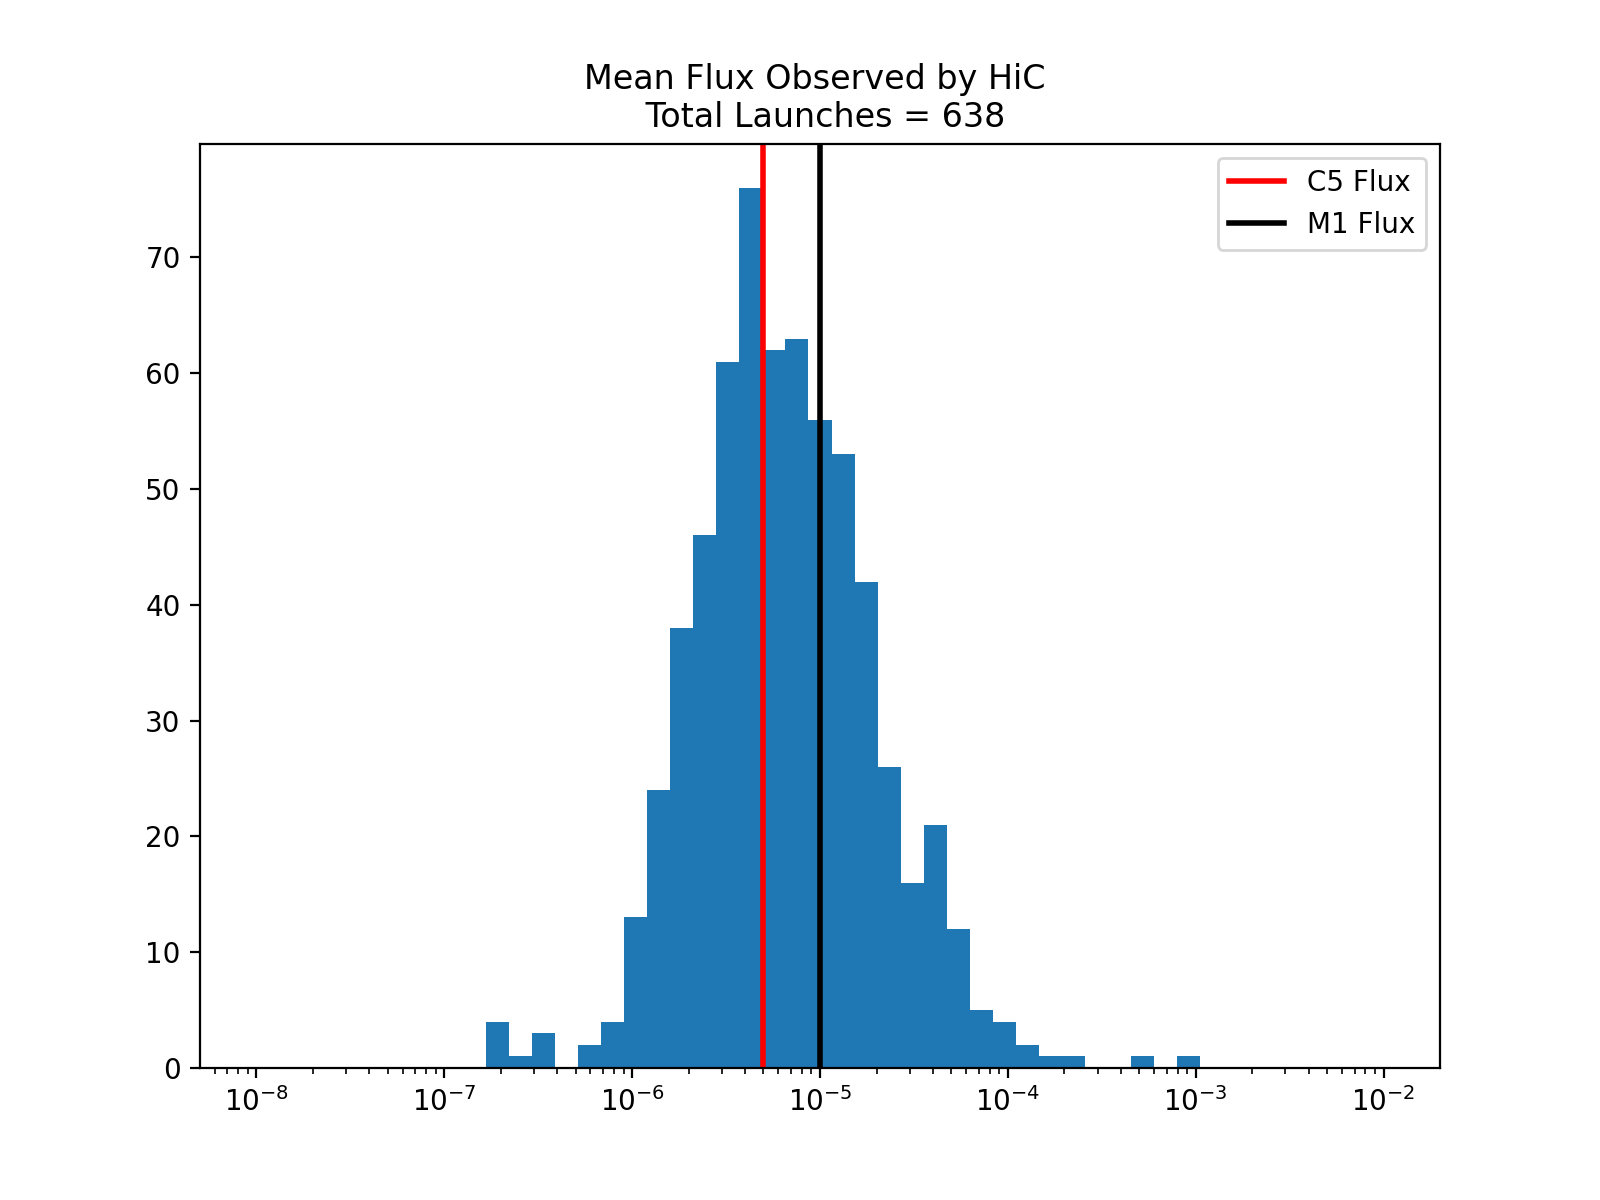 Mean Flux Observed by HiC
Total Launches = 638
C5 Flux
M1 Flux
70
60
50
40
30
20
10
0
10⁻⁸ 10⁻⁷ 10⁻⁶ 10⁻⁵ 10⁻⁴ 10⁻³ 10⁻²